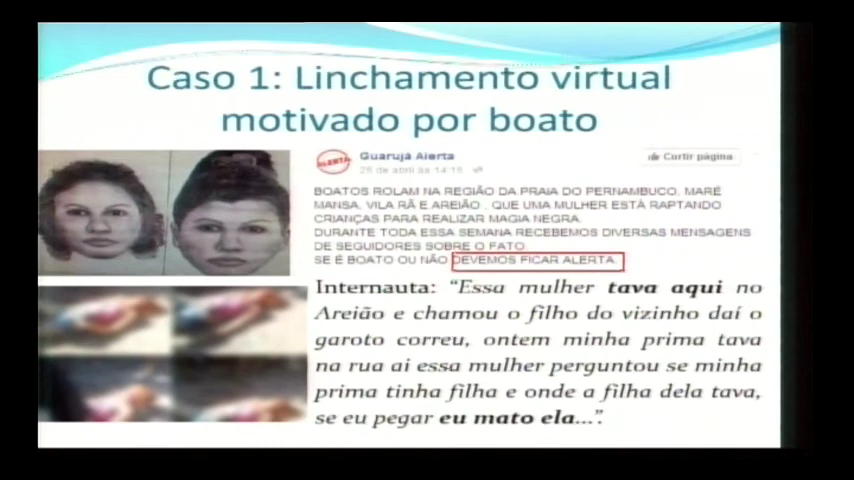 Caso 1: Linchamento virtual
motivado por boato
ALERTA
Guarujá Alerta
Curtir página
BOATOS ROLAM NA REGIÃO DA PRAIA DO PERNAMBUCO, MARÉ
MANSA, VILA RÃ E AREIÃO , QUE UMA MULHER ESTÁ RAPTANDO
CRIANÇAS PARA REALIZAR MAGIA NEGRA.
DURANTE TODA ESSA SEMANA RECEBEMOS DIVERSAS MENSAGENS
DE SEGUIDORES SOBRE O FATO.
SE É BOATO OU NÃO DEVEMOS FICAR ALERTA.
Internauta: “Essa mulher tava aqui no
Areião e chamou o filho do vizinho daí o
garoto correu, ontem minha prima tava
na rua ai essa mulher perguntou se minha
prima tinha filha e onde a filha dela tava,
se eu pegar eu mato ela...”.